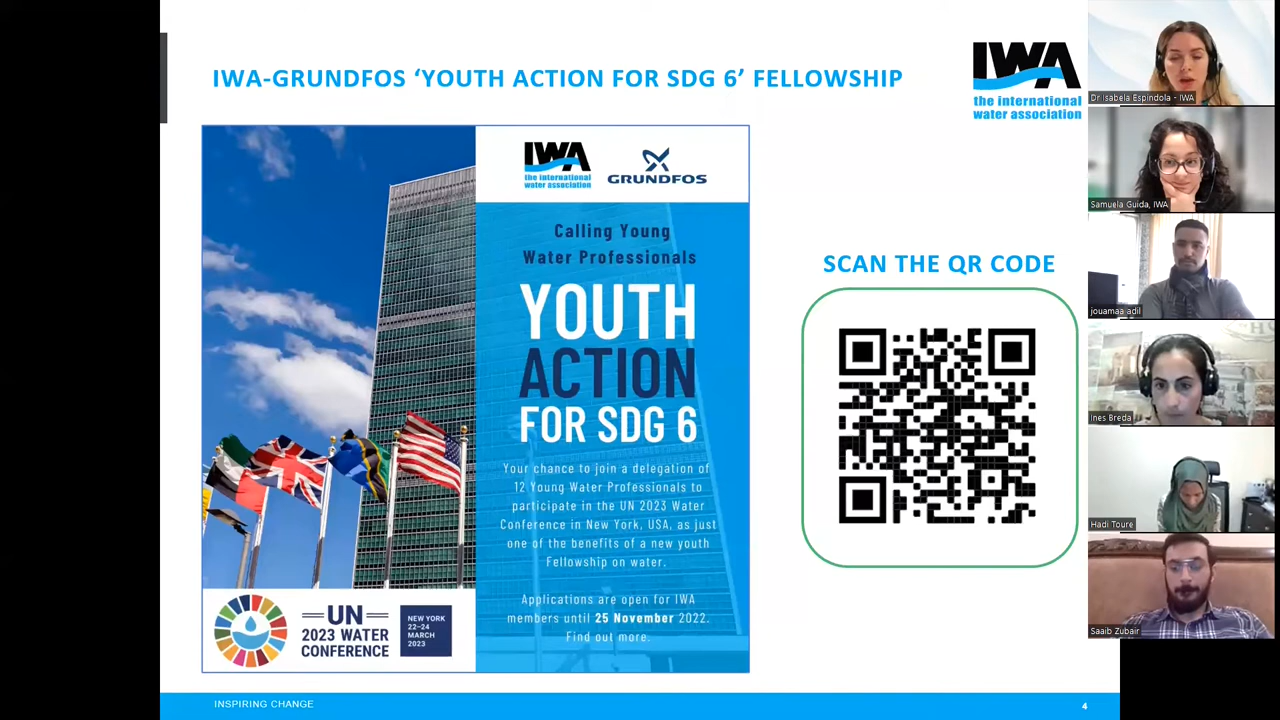 IWA-GRUNDFOS ‘YOUTH ACTION FOR SDG 6’ FELLOWSHIP
IWA
the international
water association
IWA
the international
water association
GRUNDFOS
Calling Young
Water Professionals
YOUTH
ACTION
FOR SDG 6
Your chance to join a delegation of
12 Young Water Professionals to
participate in the UN 2023 Water
Conference in New York, USA, as just
one of the benefits of a new youth
Fellowship on water.
Applications are open for IWA
members until 25 November 2022.
Find out more.
UN
2023 WATER
CONFERENCE
NEW YORK
22–24
MARCH
2023
SCAN THE QR CODE
INSPIRING CHANGE
4
Dr Isabela Espindola - IWA
Samuela Guida, IWA
jouamaa adil
Ines Breda
Hadi Toure
Saaib Zubair